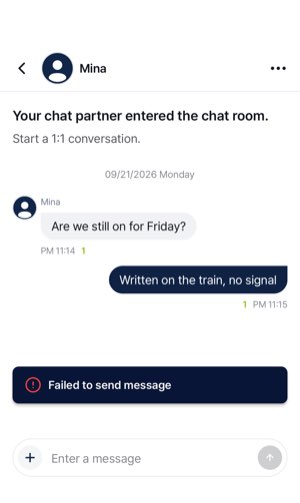 Mina
Your chat partner entered the chat room.
Start a 1:1 conversation.
09/21/2026 Monday
Mina
Are we still on for Friday?
PM 11:14 1
Written on the train, no signal
1 PM 11:15
Failed to send message
Enter a message